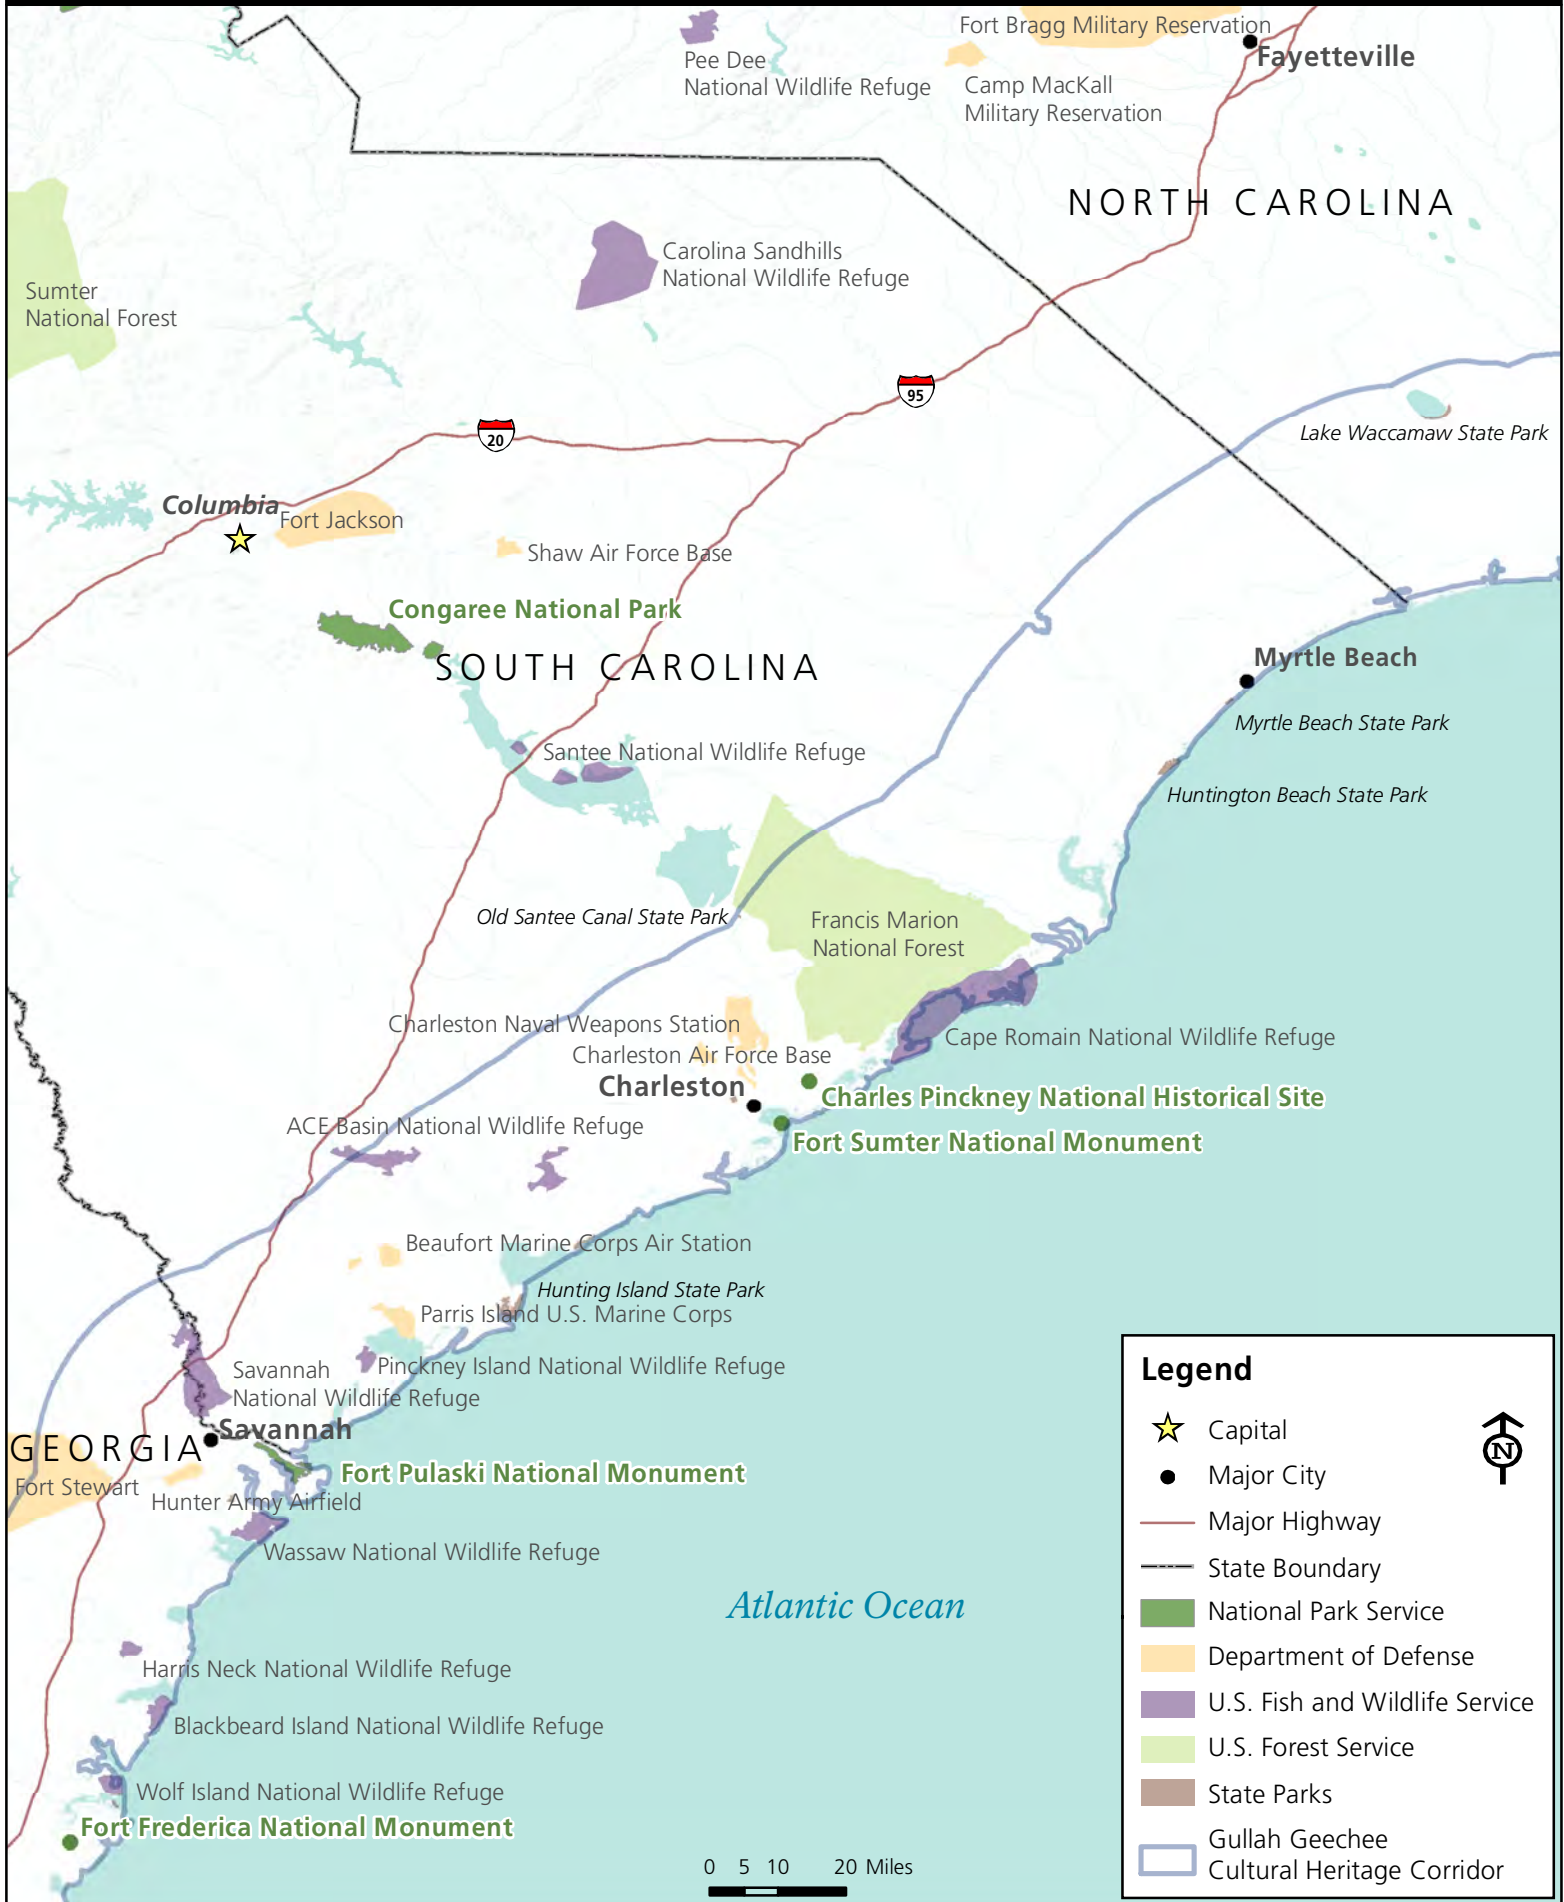 Fort Bragg Military Reservation
Fayetteville
Pee Dee
National Wildlife Refuge
Camp MacKall
Military Reservation
NORTH CAROLINA
Carolina Sandhills
National Wildlife Refuge
Sumter
National Forest
95
20
Lake Waccamaw State Park
Columbia
Fort Jackson
Shaw Air Force Base
Congaree National Park
SOUTH CAROLINA
Myrtle Beach
Myrtle Beach State Park
Santee National Wildlife Refuge
Huntington Beach State Park
Old Santee Canal State Park
Francis Marion
National Forest
Charleston Naval Weapons Station
Cape Romain National Wildlife Refuge
Charleston Air Force Base
Charleston
Charles Pinckney National Historical Site
ACE Basin National Wildlife Refuge
Fort Sumter National Monument
Beaufort Marine Corps Air Station
Hunting Island State Park
Parris Island U.S. Marine Corps
Pinckney Island National Wildlife Refuge
Savannah
National Wildlife Refuge
Savannah
GEORGIA
Fort Pulaski National Monument
Fort Stewart
Hunter Army Airfield
Wassaw National Wildlife Refuge
Atlantic Ocean
Harris Neck National Wildlife Refuge
Blackbeard Island National Wildlife Refuge
Wolf Island National Wildlife Refuge
Fort Frederica National Monument
0 5 10 20 Miles
Legend
N
Capital
Major City
Major Highway
State Boundary
National Park Service
Department of Defense
U.S. Fish and Wildlife Service
U.S. Forest Service
State Parks
Gullah Geechee
Cultural Heritage Corridor